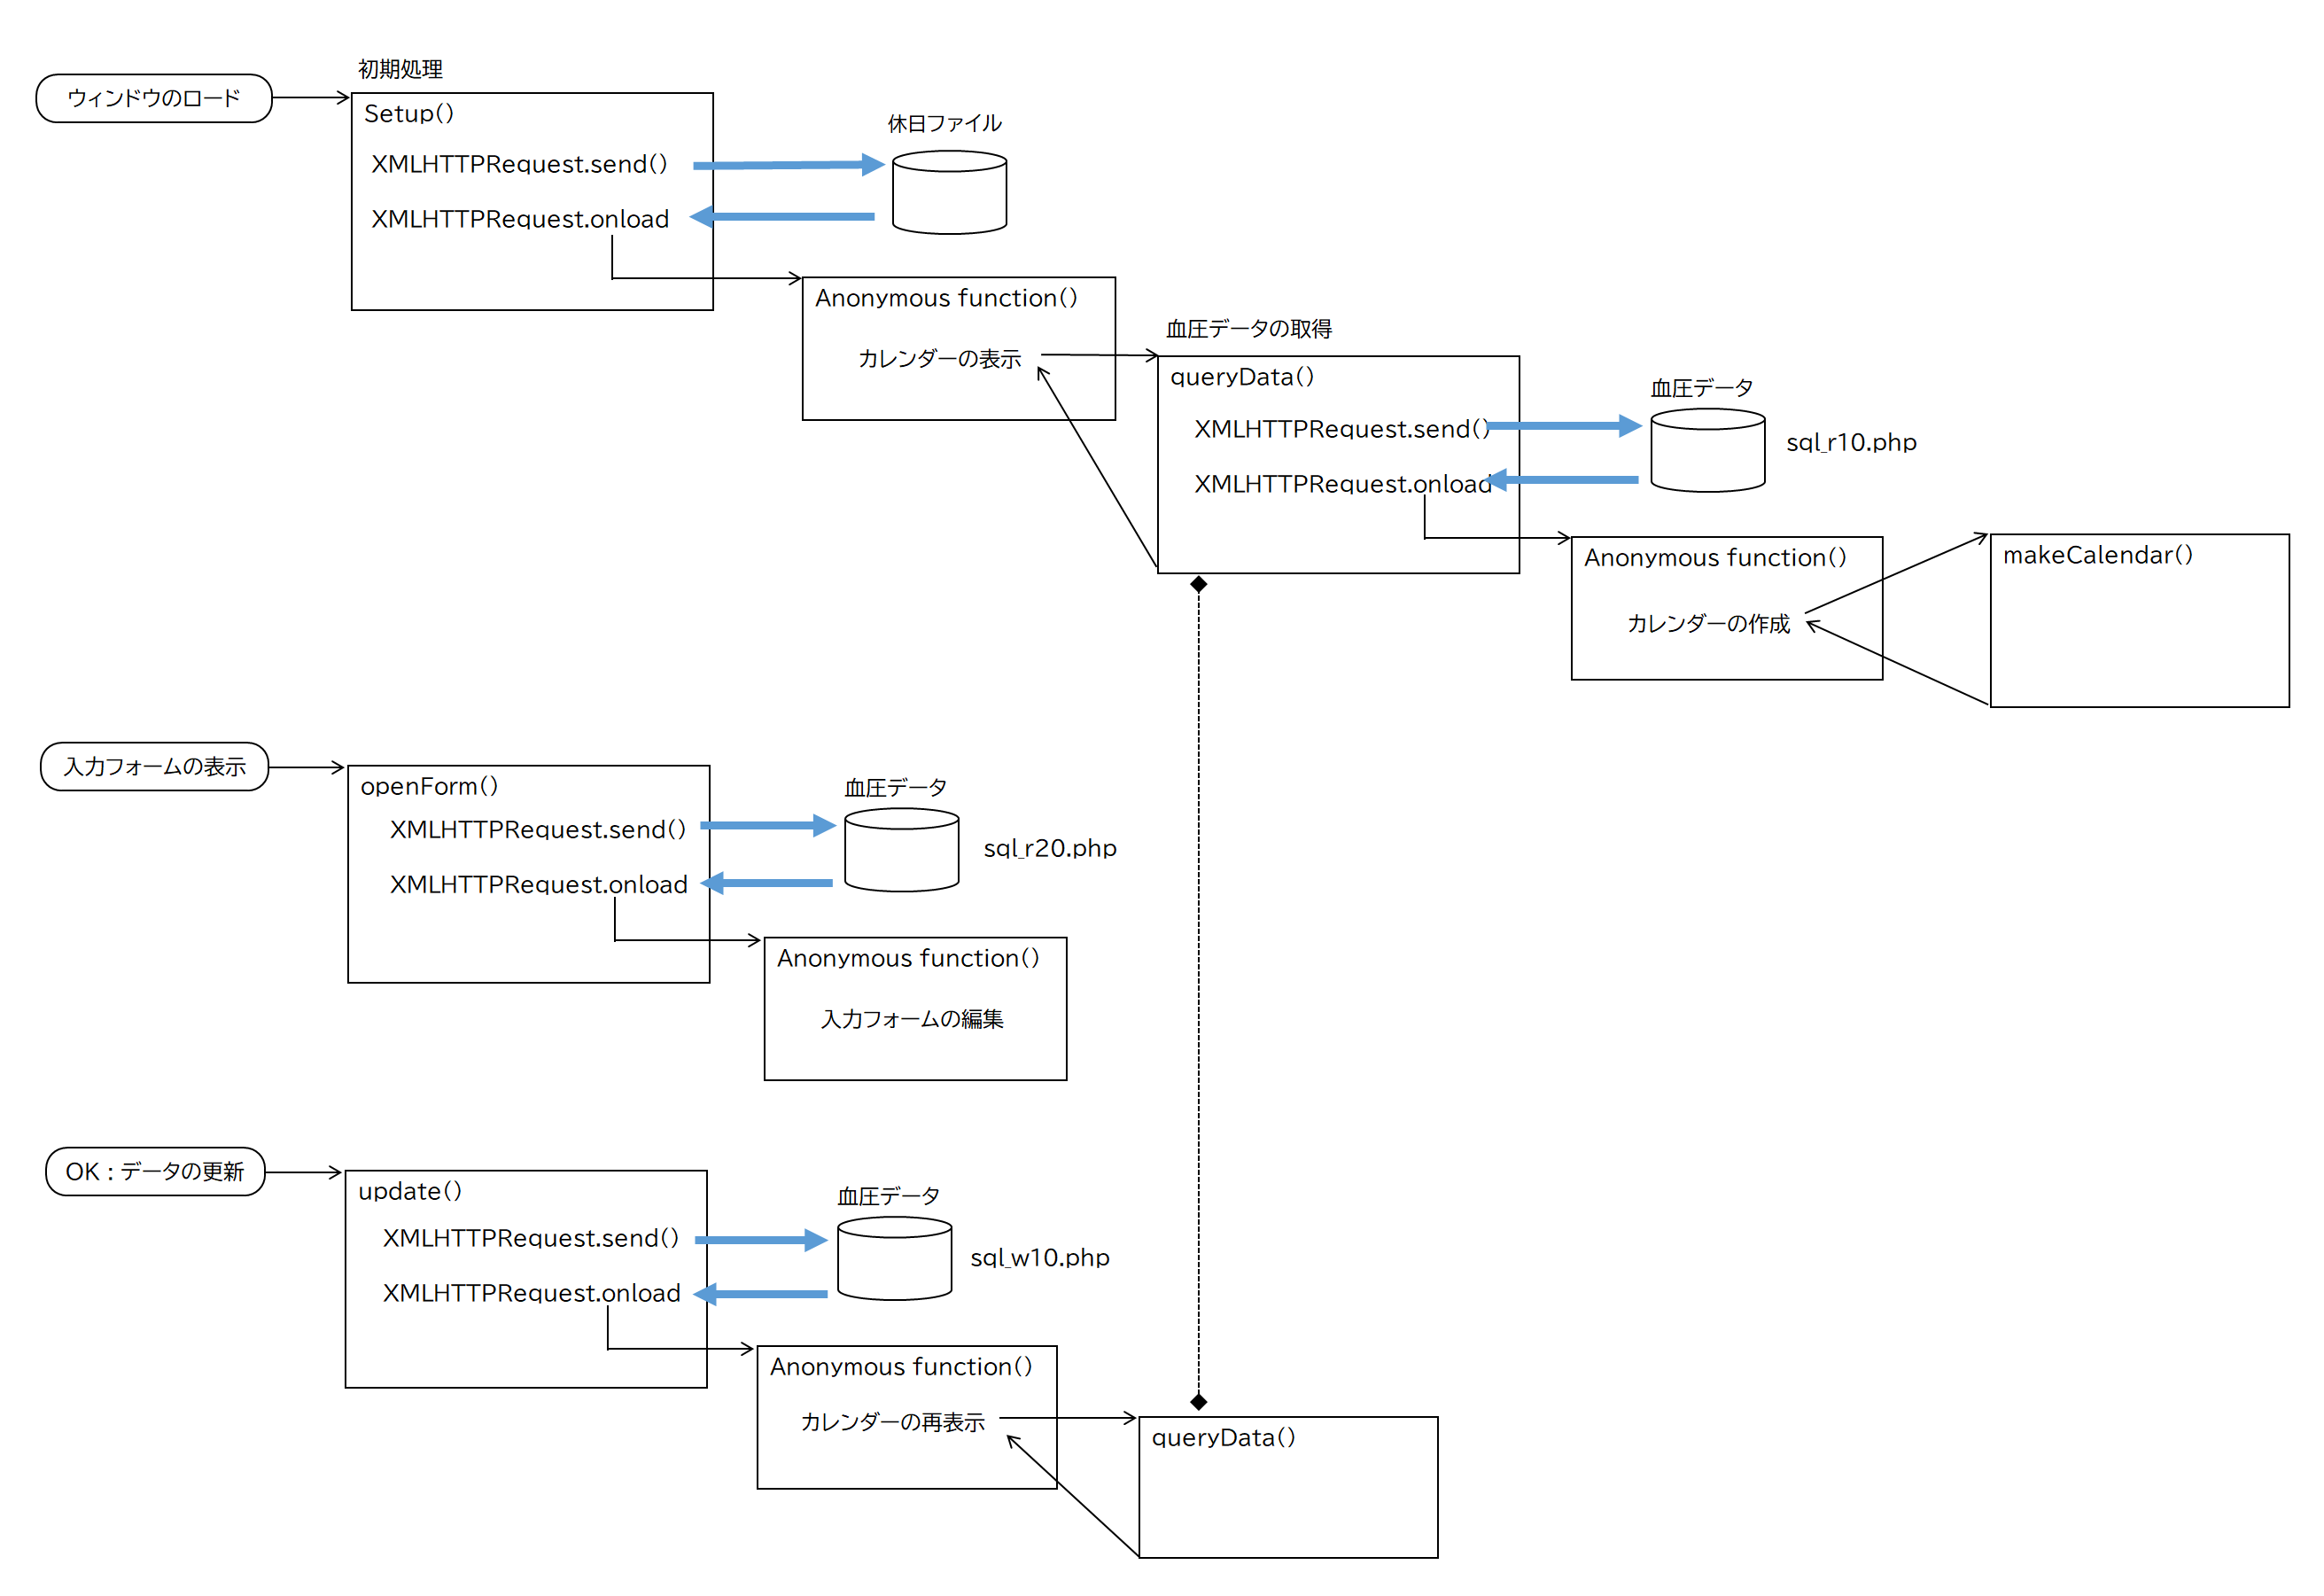 初期処理
ウィンドウのロード
Setup()
XMLHTTPRequest.send()
XMLHTTPRequest.onload
休日ファイル
Anonymous function()
カレンダーの表示
血圧データの取得
queryData()
XMLHTTPRequest.send()
XMLHTTPRequest.onload
血圧データ
sql_r10.php
Anonymous function()
カレンダーの作成
makeCalendar()
入力フォームの表示
openForm()
XMLHTTPRequest.send()
XMLHTTPRequest.onload
血圧データ
sql_r20.php
Anonymous function()
入力フォームの編集
OK：データの更新
update()
XMLHTTPRequest.send()
XMLHTTPRequest.onload
血圧データ
sql_w10.php
Anonymous function()
カレンダーの再表示
queryData()